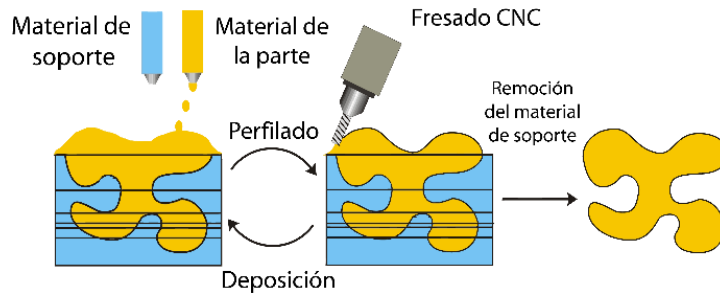 Material de
soporte
Material de
la parte
Fresado CNC
Perfilado
Deposición
Remoción
del material
de soporte